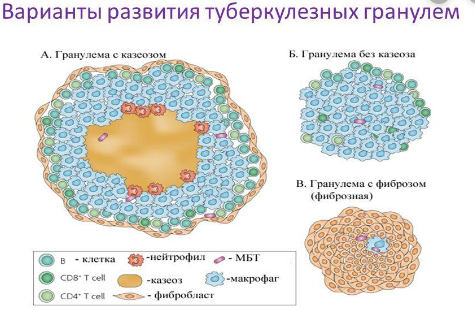 Варианты развития туберкулезных гранулем
А. Гранулема с казеозом
Б. Гранулема без казеоза
В. Гранулема с фиброзом
(фиброзная)
B - клетка -нейтрофил - МБТ
CD8⁺ T cell - казеоз -макрофаг
CD4⁺ T cell - фибробласт